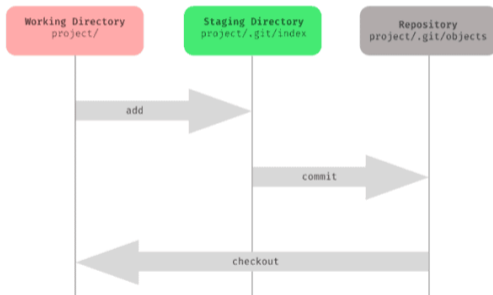 Working Directory
project/
Staging Directory
project/.git/index
Repository
project/.git/objects
add
commit
checkout